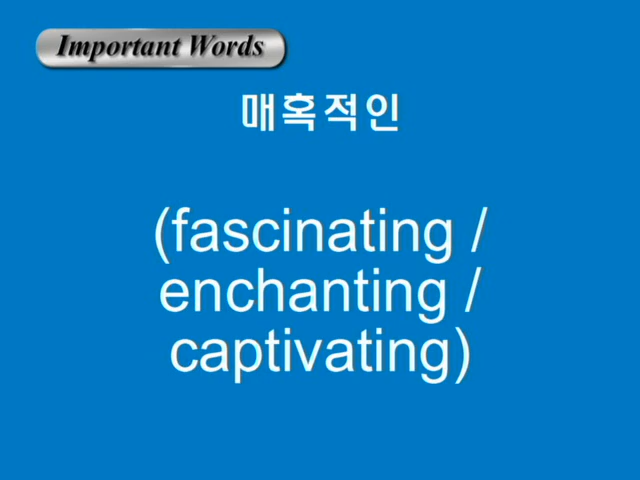 Important Words
매혹적인
(fascinating /
enchanting /
captivating)